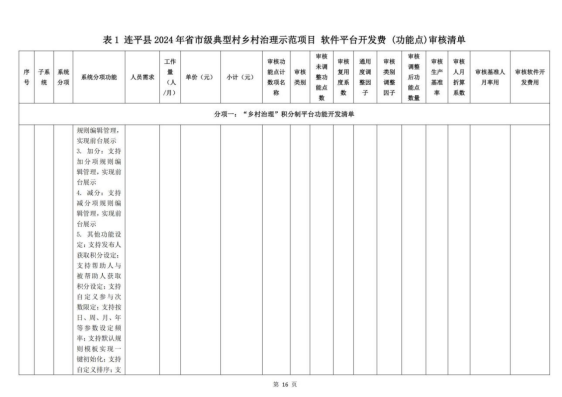 表 1 连平县 2024 年省市级典型村乡村治理示范项目 软件平台开发费 (功能点)审核清单
序号
子系统
系统分项
系统分项功能
人员需求
工作量（人/月）
单价（元）
小计（元）
审核功能点计数项名称
审核类别
审核未调整功能点数
审核复用度系数
通用度调整因子
审核类别调整因子
审核调整后功能点数量
审核生产基准率
审核人月折算系数
审核基准人月率用
审核软件开发费用
分项一：“乡村治理”积分制平台功能开发清单
规则编辑管理，
实现前台展示
3. 加分：支持
加分项规则编
辑管理，实现前
台展示
4. 减分：支持
减分项规则编
辑管理，实现前
台展示
5. 其他功能设
定：支持发布人
获取积分设定；
支持帮助人与
被帮助人获取
积分设定；支持
自定义参与次
数限定；支持按
日、周、月、年
等参数设定频
率；支持默认规
则模板实现一
键初始化；支持
自定义排序；支
第 16 页